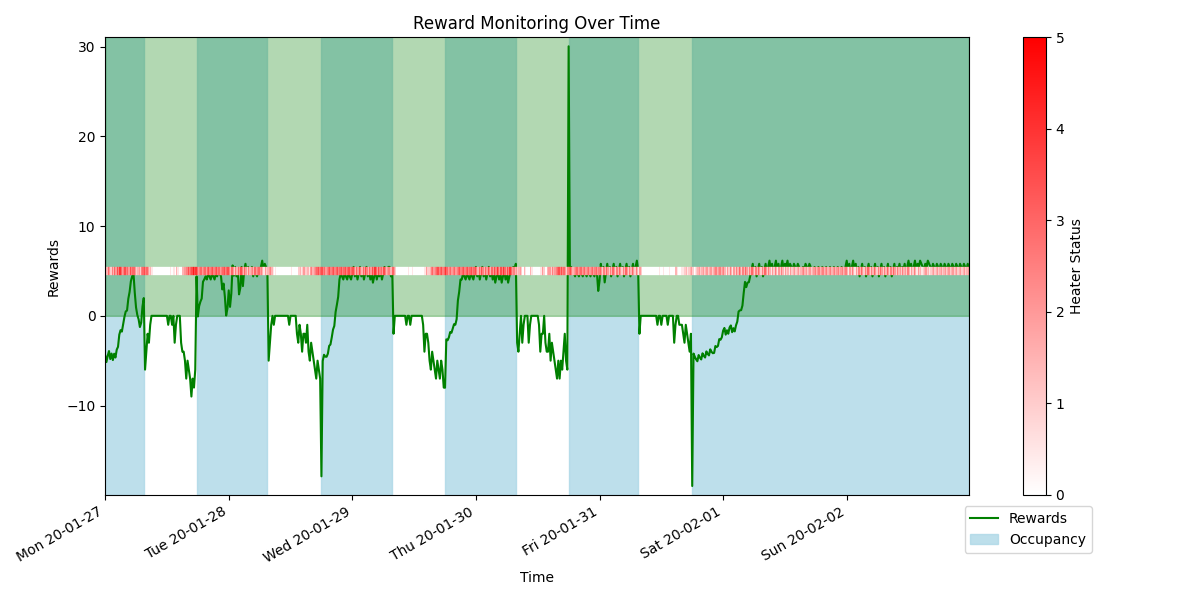 Reward Monitoring Over Time
30
20
10
0
−10
Rewards
Mon 20-01-27
Tue 20-01-28
Wed 20-01-29
Thu 20-01-30
Fri 20-01-31
Sat 20-02-01
Sun 20-02-02
Time
5
4
3
2
1
0
Heater Status
Rewards
Occupancy